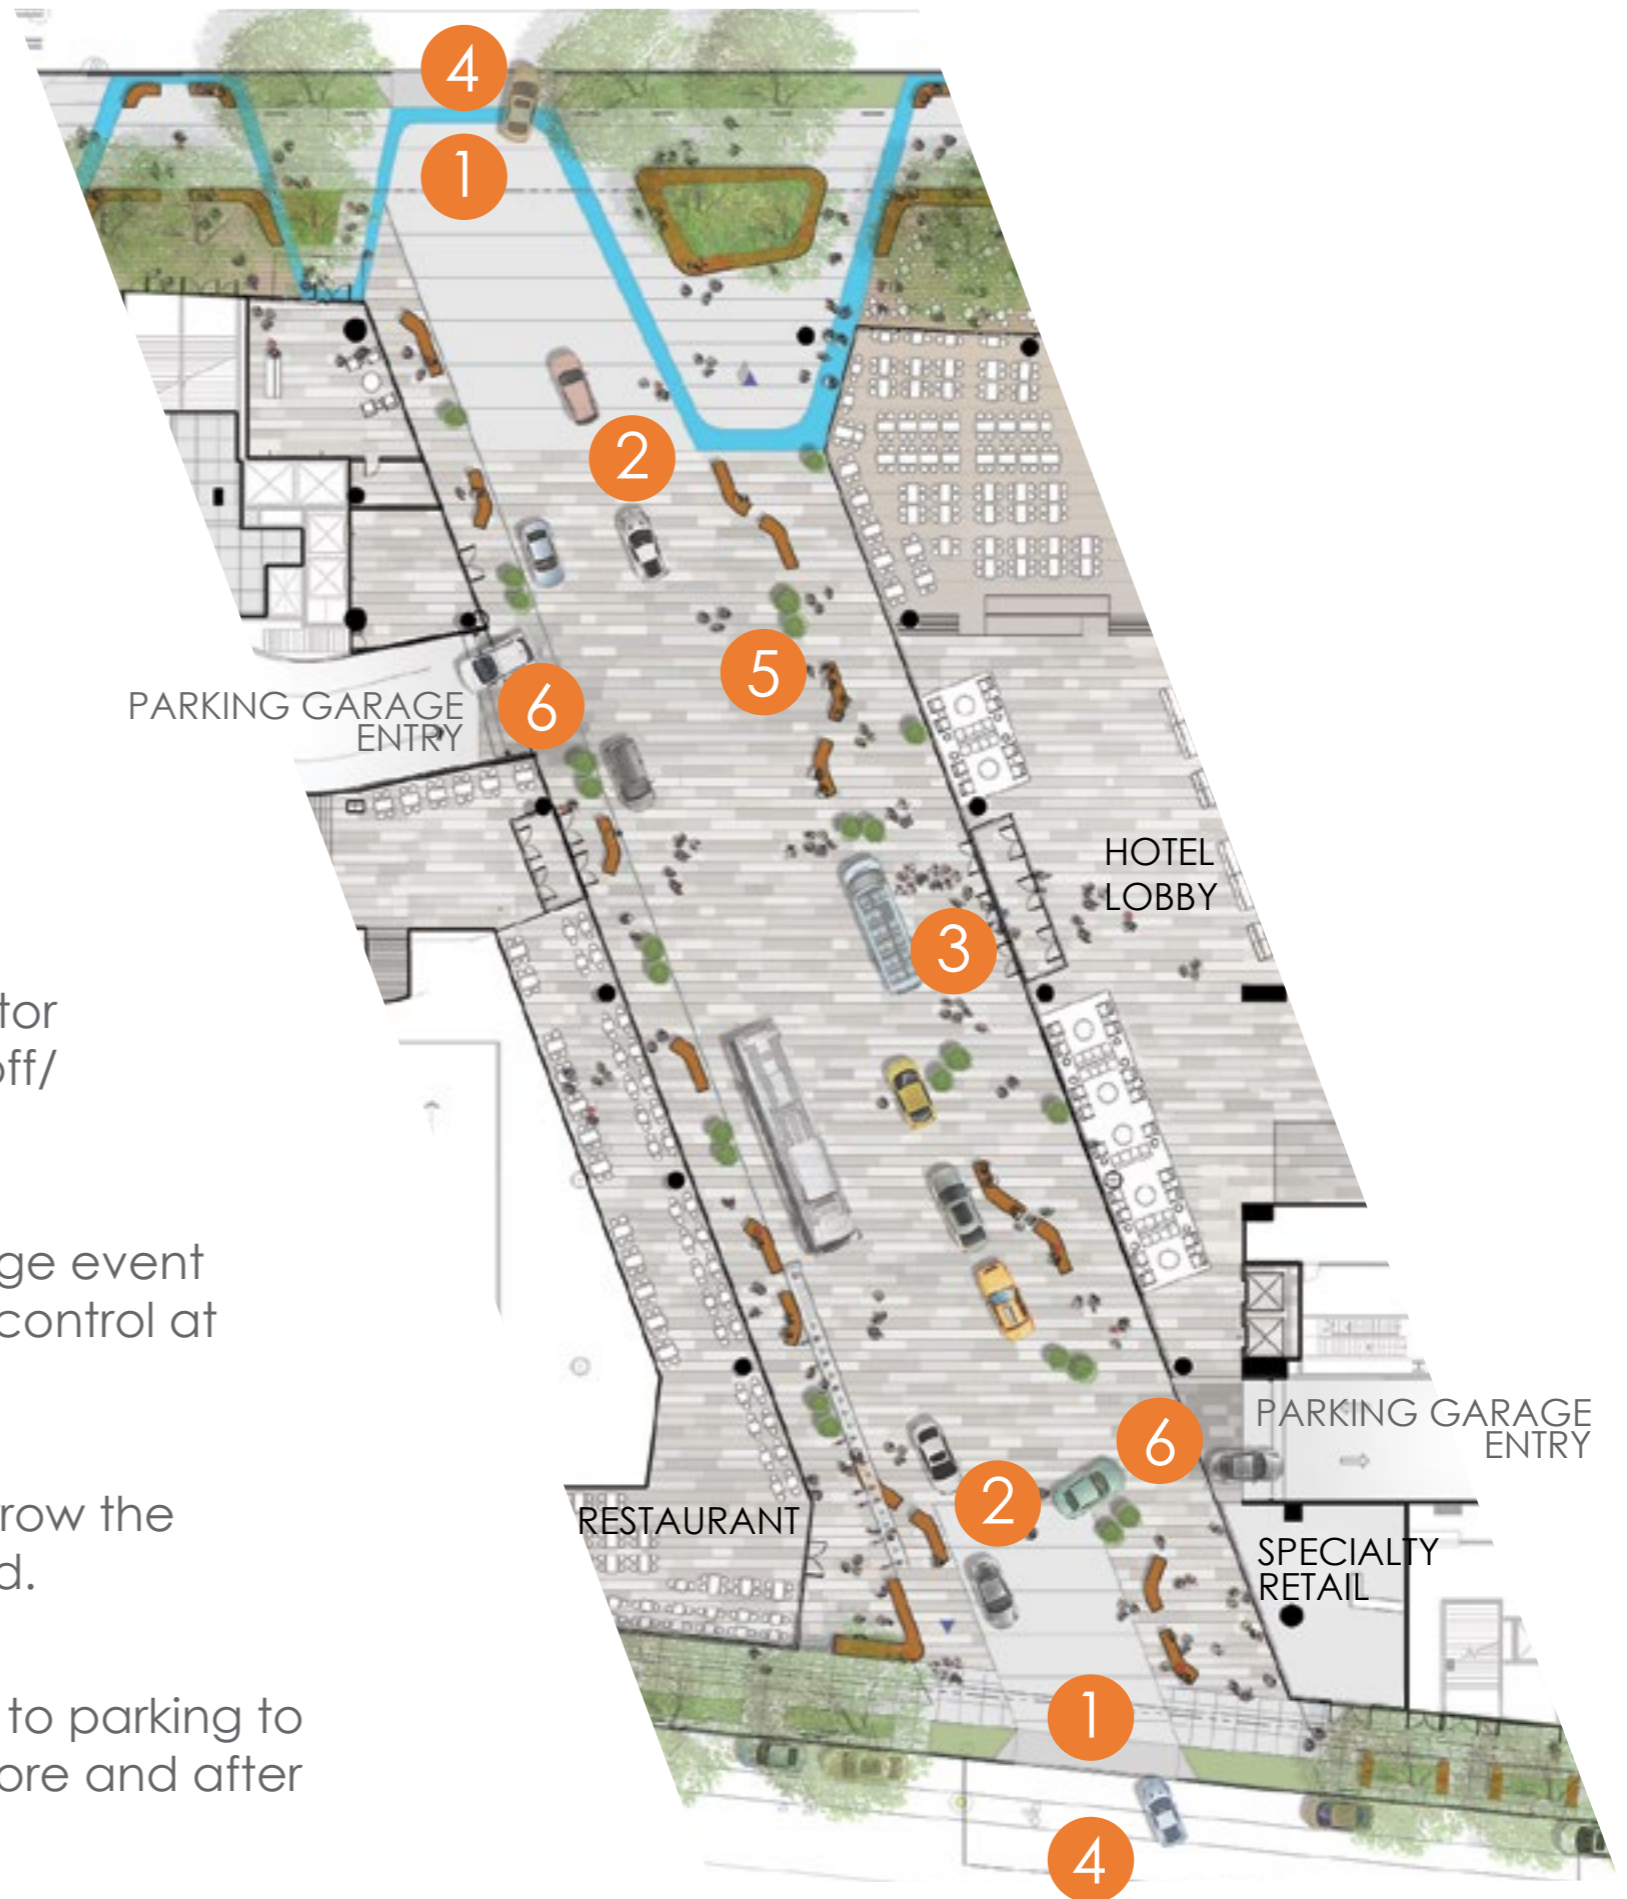 4
1
2
5
PARKING GARAGE
ENTRY
6
HOTEL
LOBBY
3
tor
off/
ge event
control at
PARKING GARAGE
ENTRY
6
2
row the
d.
RESTAURANT
SPECIALTY
RETAIL
1
to parking to
ore and after
4